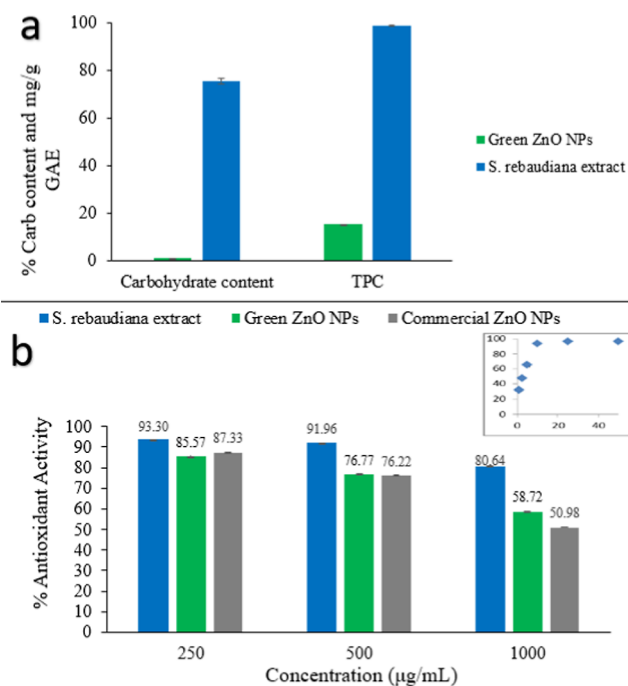 a
% Carb content and mg/g
GAE
100
80
60
40
20
0
Carbohydrate content
TPC
Green ZnO NPs
S. rebaudiana extract
S. rebaudiana extract
Green ZnO NPs
Commercial ZnO NPs
b
100
80
60
40
20
0
0
20
40
% Antioxidant Activity
100
90
80
70
60
50
40
30
20
10
0
93.30
85.57
87.33
91.96
76.77
76.22
80.64
58.72
50.98
250
500
1000
Concentration (µg/mL)